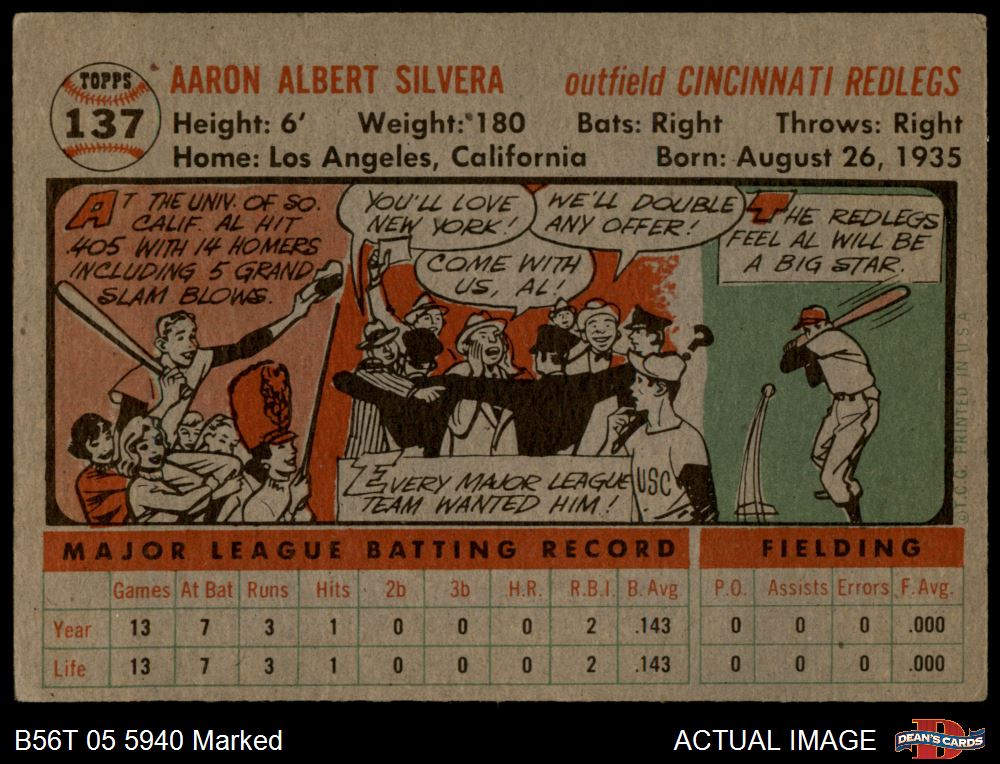 TOPPS
137
AARON ALBERT SILVERA outfield CINCINNATI REDLEGS
Height: 6' Weight: 180 Bats: Right Throws: Right
Home: Los Angeles, California Born: August 26, 1935
AT THE UNIV. OF SO.
CALIF. AL HIT
.405 WITH 14 HOMERS
INCLUDING 5 GRAND
SLAM BLOWS.
YOU'LL LOVE
NEW YORK!
WE'LL DOUBLE
ANY OFFER!
COME WITH
US, AL!
?
USC
EVERY MAJOR LEAGUE
TEAM WANTED HIM!
THE REDLEGS
FEEL AL WILL BE
A BIG STAR.
© T.C.G. PRINTED IN U.S.A.
MAJOR LEAGUE BATTING RECORD FIELDING
Games At Bat Runs Hits 2b 3b H.R. R.B.I. B. Avg P.O. Assists Errors F. Avg.
Year 13 7 3 1 0 0 0 2 .143 0 0 0 .000
Life 13 7 3 1 0 0 0 2 .143 0 0 0 .000
B56T 05 5940 Marked ACTUAL IMAGE
D
DEAN'S CARDS